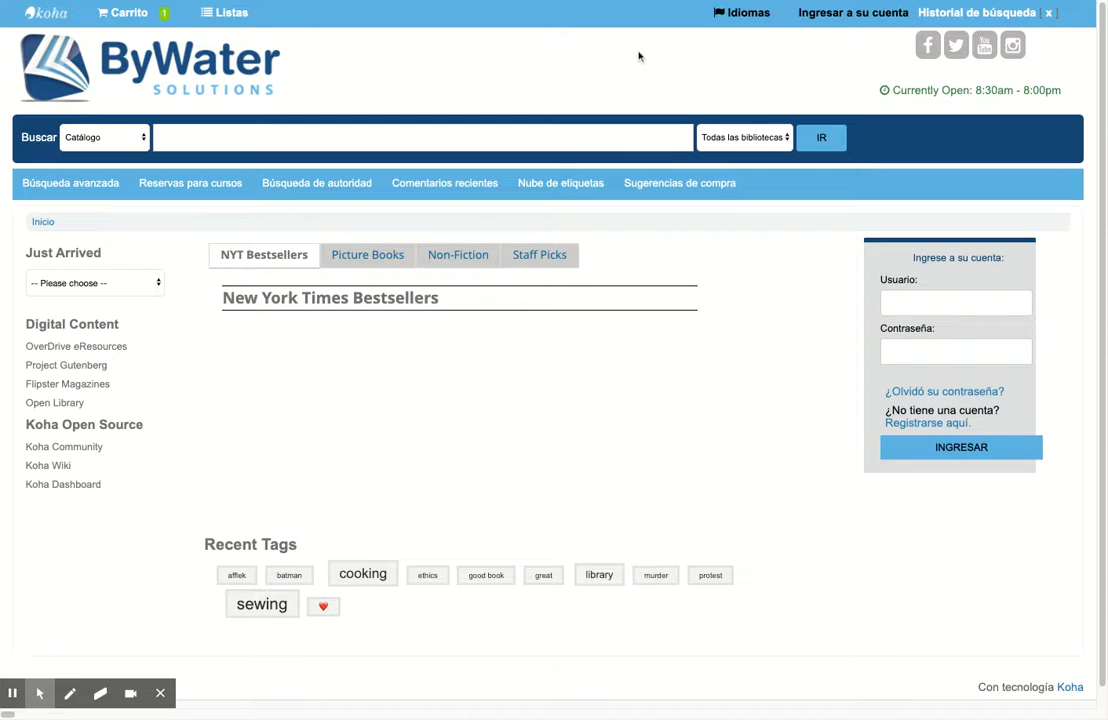 koha Carrito 1 Listas Idiomas Ingresar a su cuenta Historial de búsqueda [ x ]
ByWater
SOLUTIONS
You Tube
Currently Open: 8:30am - 8:00pm
Buscar Catálogo Todas las bibliotecas IR
Búsqueda avanzada Reservas para cursos Búsqueda de autoridad Comentarios recientes Nube de etiquetas Sugerencias de compra
Inicio
Just Arrived
-- Please choose --
Digital Content
OverDrive eResources
Project Gutenberg
Flipster Magazines
Open Library
Koha Open Source
Koha Community
Koha Wiki
Koha Dashboard
NYT Bestsellers Picture Books Non-Fiction Staff Picks
New York Times Bestsellers
Recent Tags
afflek batman cooking ethics good book great library murder protest
sewing ❤
Ingrese a su cuenta:
Usuario:
Contraseña:
¿Olvidó su contraseña?
¿No tiene una cuenta?
Registrarse aquí.
INGRESAR
Con tecnología Koha